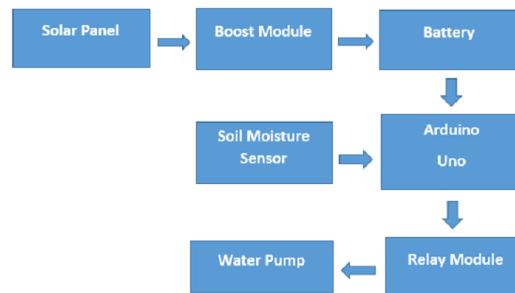 Solar Panel
Boost Module
Battery
Soil Moisture
Sensor
Arduino
Uno
Water Pump
Relay Module